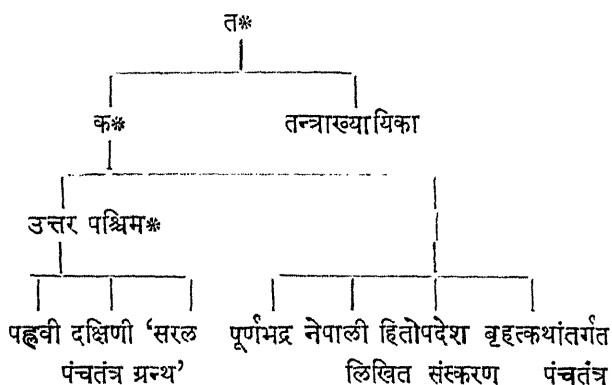 त*
क* तन्त्राख्यायिका
उत्तर पश्चिम*
पह्लवी दक्षिणी ‘सरल पूर्णभद्र नेपाली हितोपदेश वृहत्कथांतर्गत
पंचतंत्र ग्रन्थ’ लिखित संस्करण पंचतंत्र